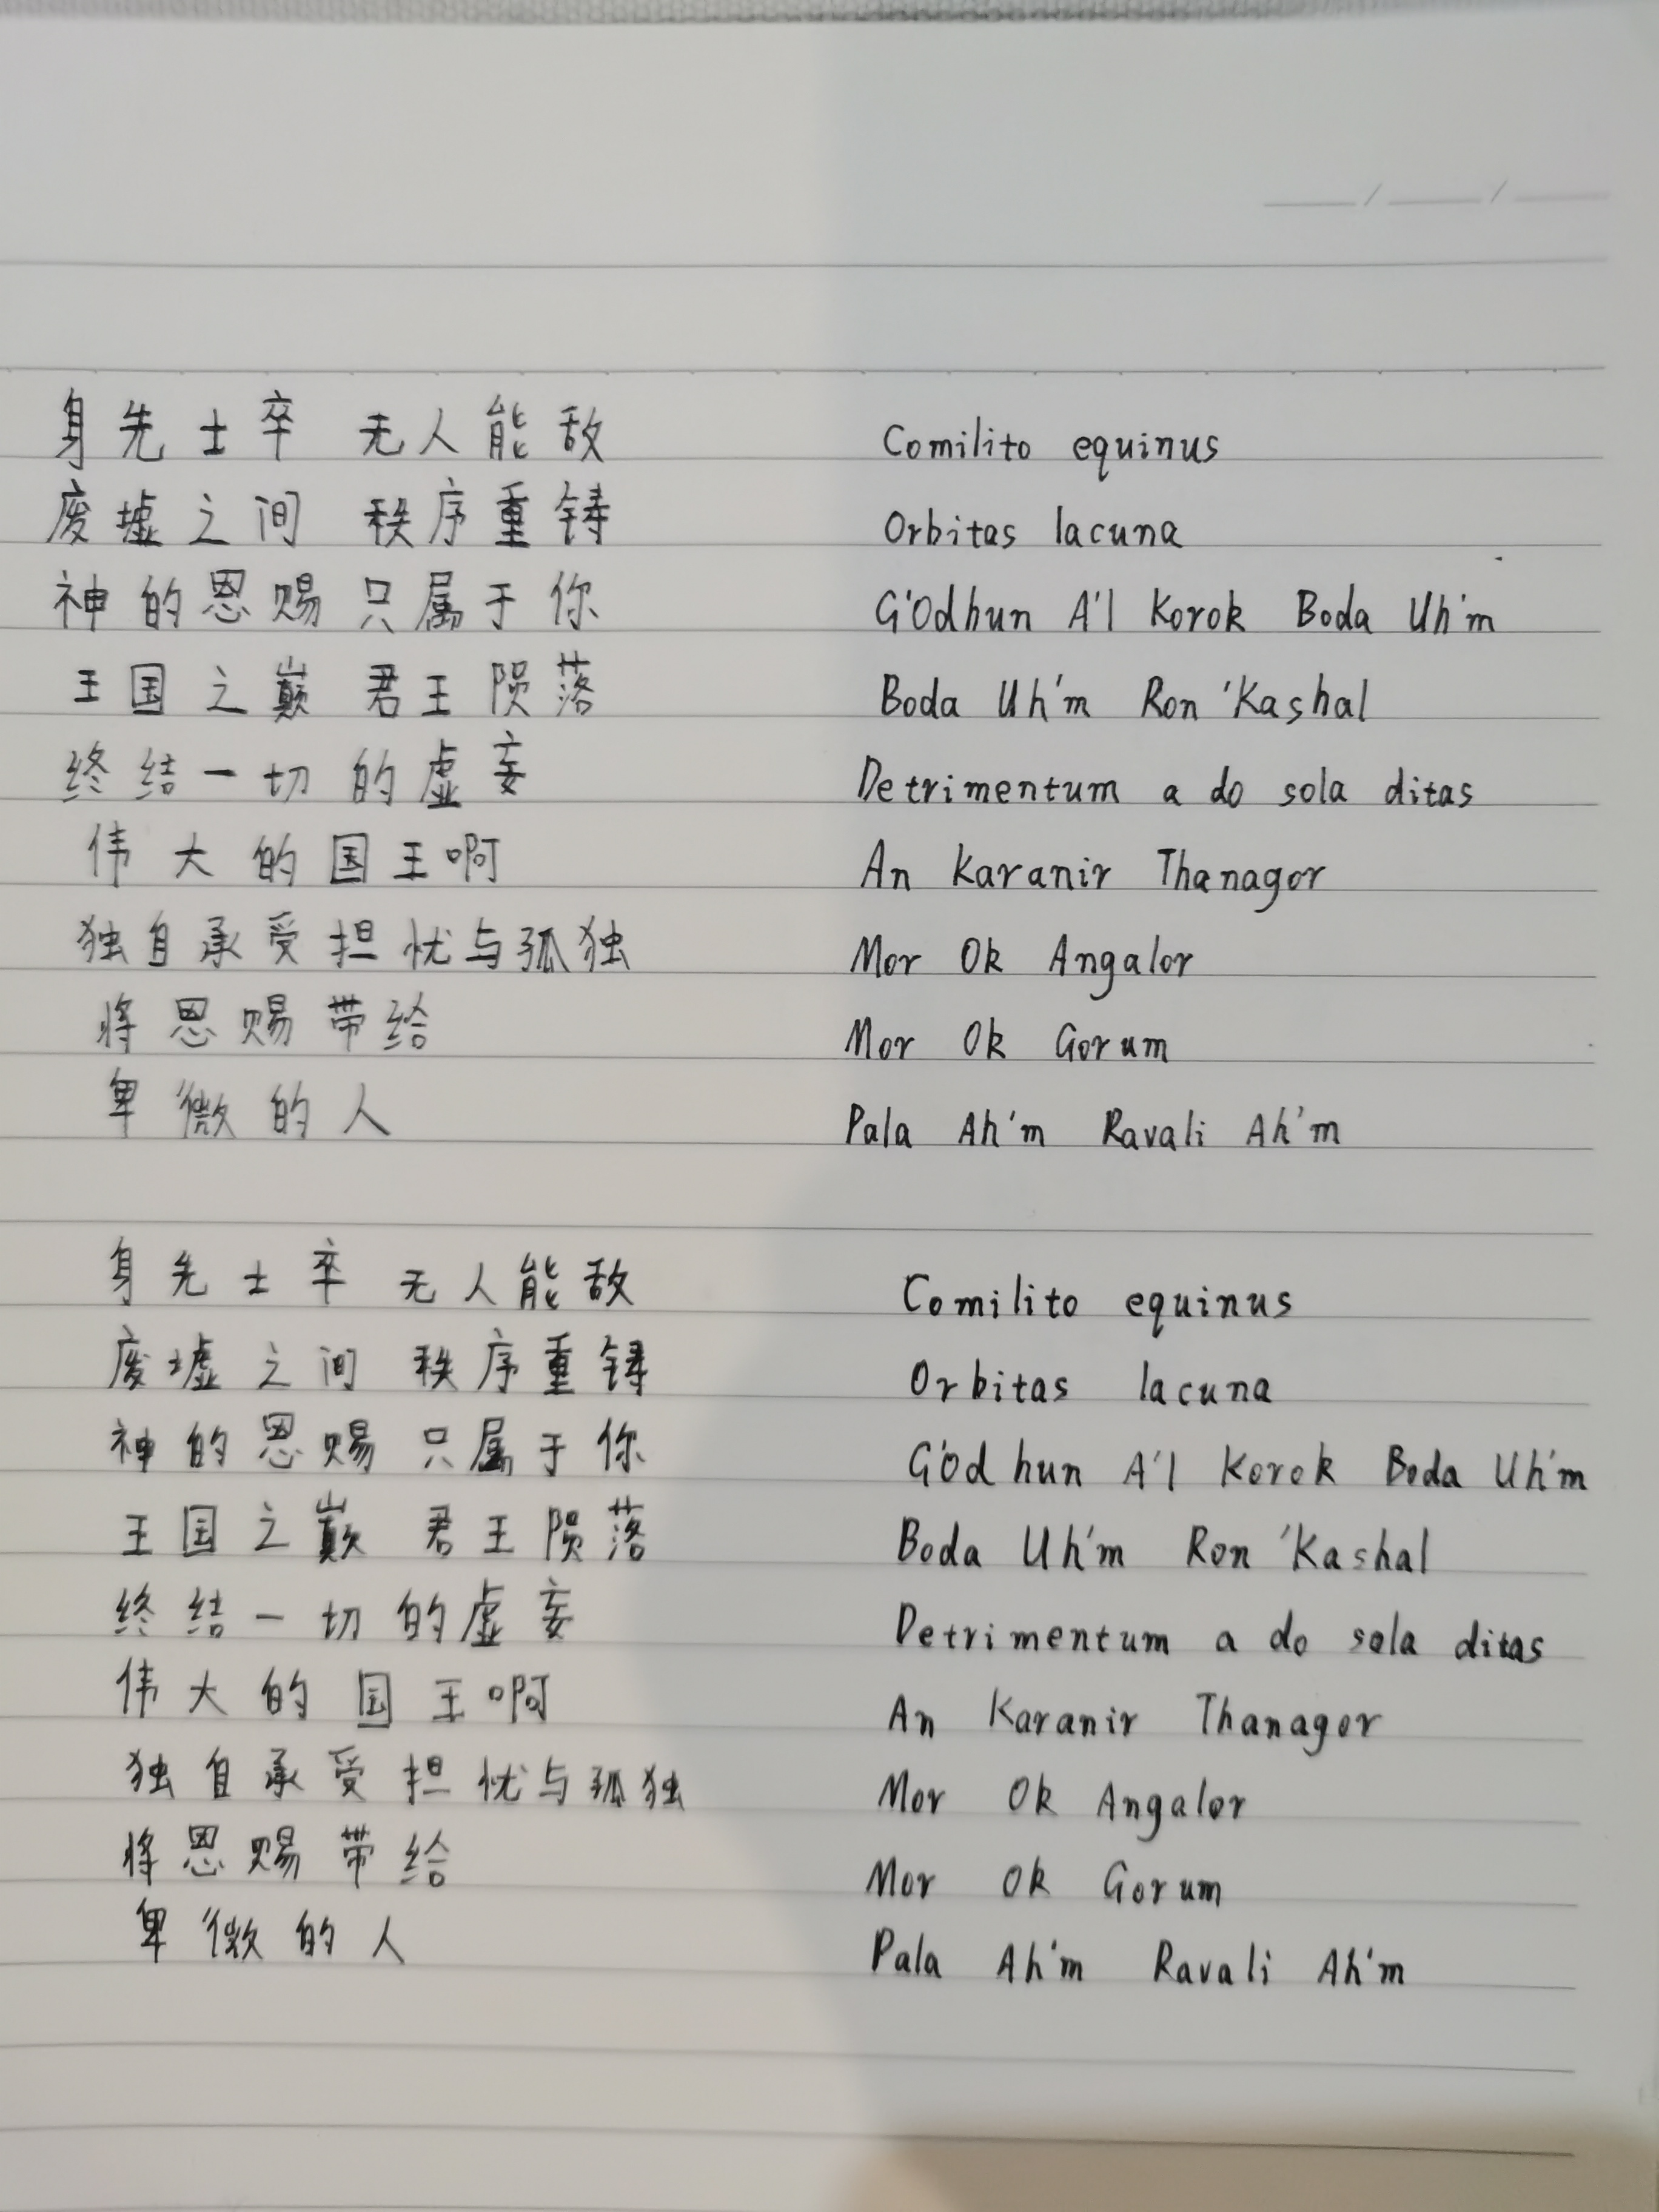 身先士卒 无人能敌 Comilito equinus
废墟之间 秩序重铸 Orbitas lacuna
神的恩赐 只属于你 G'Odhun A'l Korok Boda Uh'm
王国之巅 君王陨落 Boda Uh'm Ron 'Kashal
终结一切的虚妄 Detrimentum a do sola ditas
伟大的国王啊 An Karanir Thanagor
独自承受担忧与孤独 Mor Ok Angalor
将恩赐带给 Mor Ok Gorum
卑微的人 Pala Ah'm Ravali Ah'm
身先士卒 无人能敌 Comilito equinus
废墟之间 秩序重铸 Orbitas lacuna
神的恩赐 只属于你 G'Odhun A'l Korok Boda Uh'm
王国之巅 君王陨落 Boda Uh'm Ron 'Kashal
终结一切的虚妄 Detrimentum a do sola ditas
伟大的国王啊 An Karanir Thanagor
独自承受担忧与孤独 Mor Ok Angalor
将恩赐带给 Mor Ok Gorum
卑微的人 Pala Ah'm Ravali Ah'm